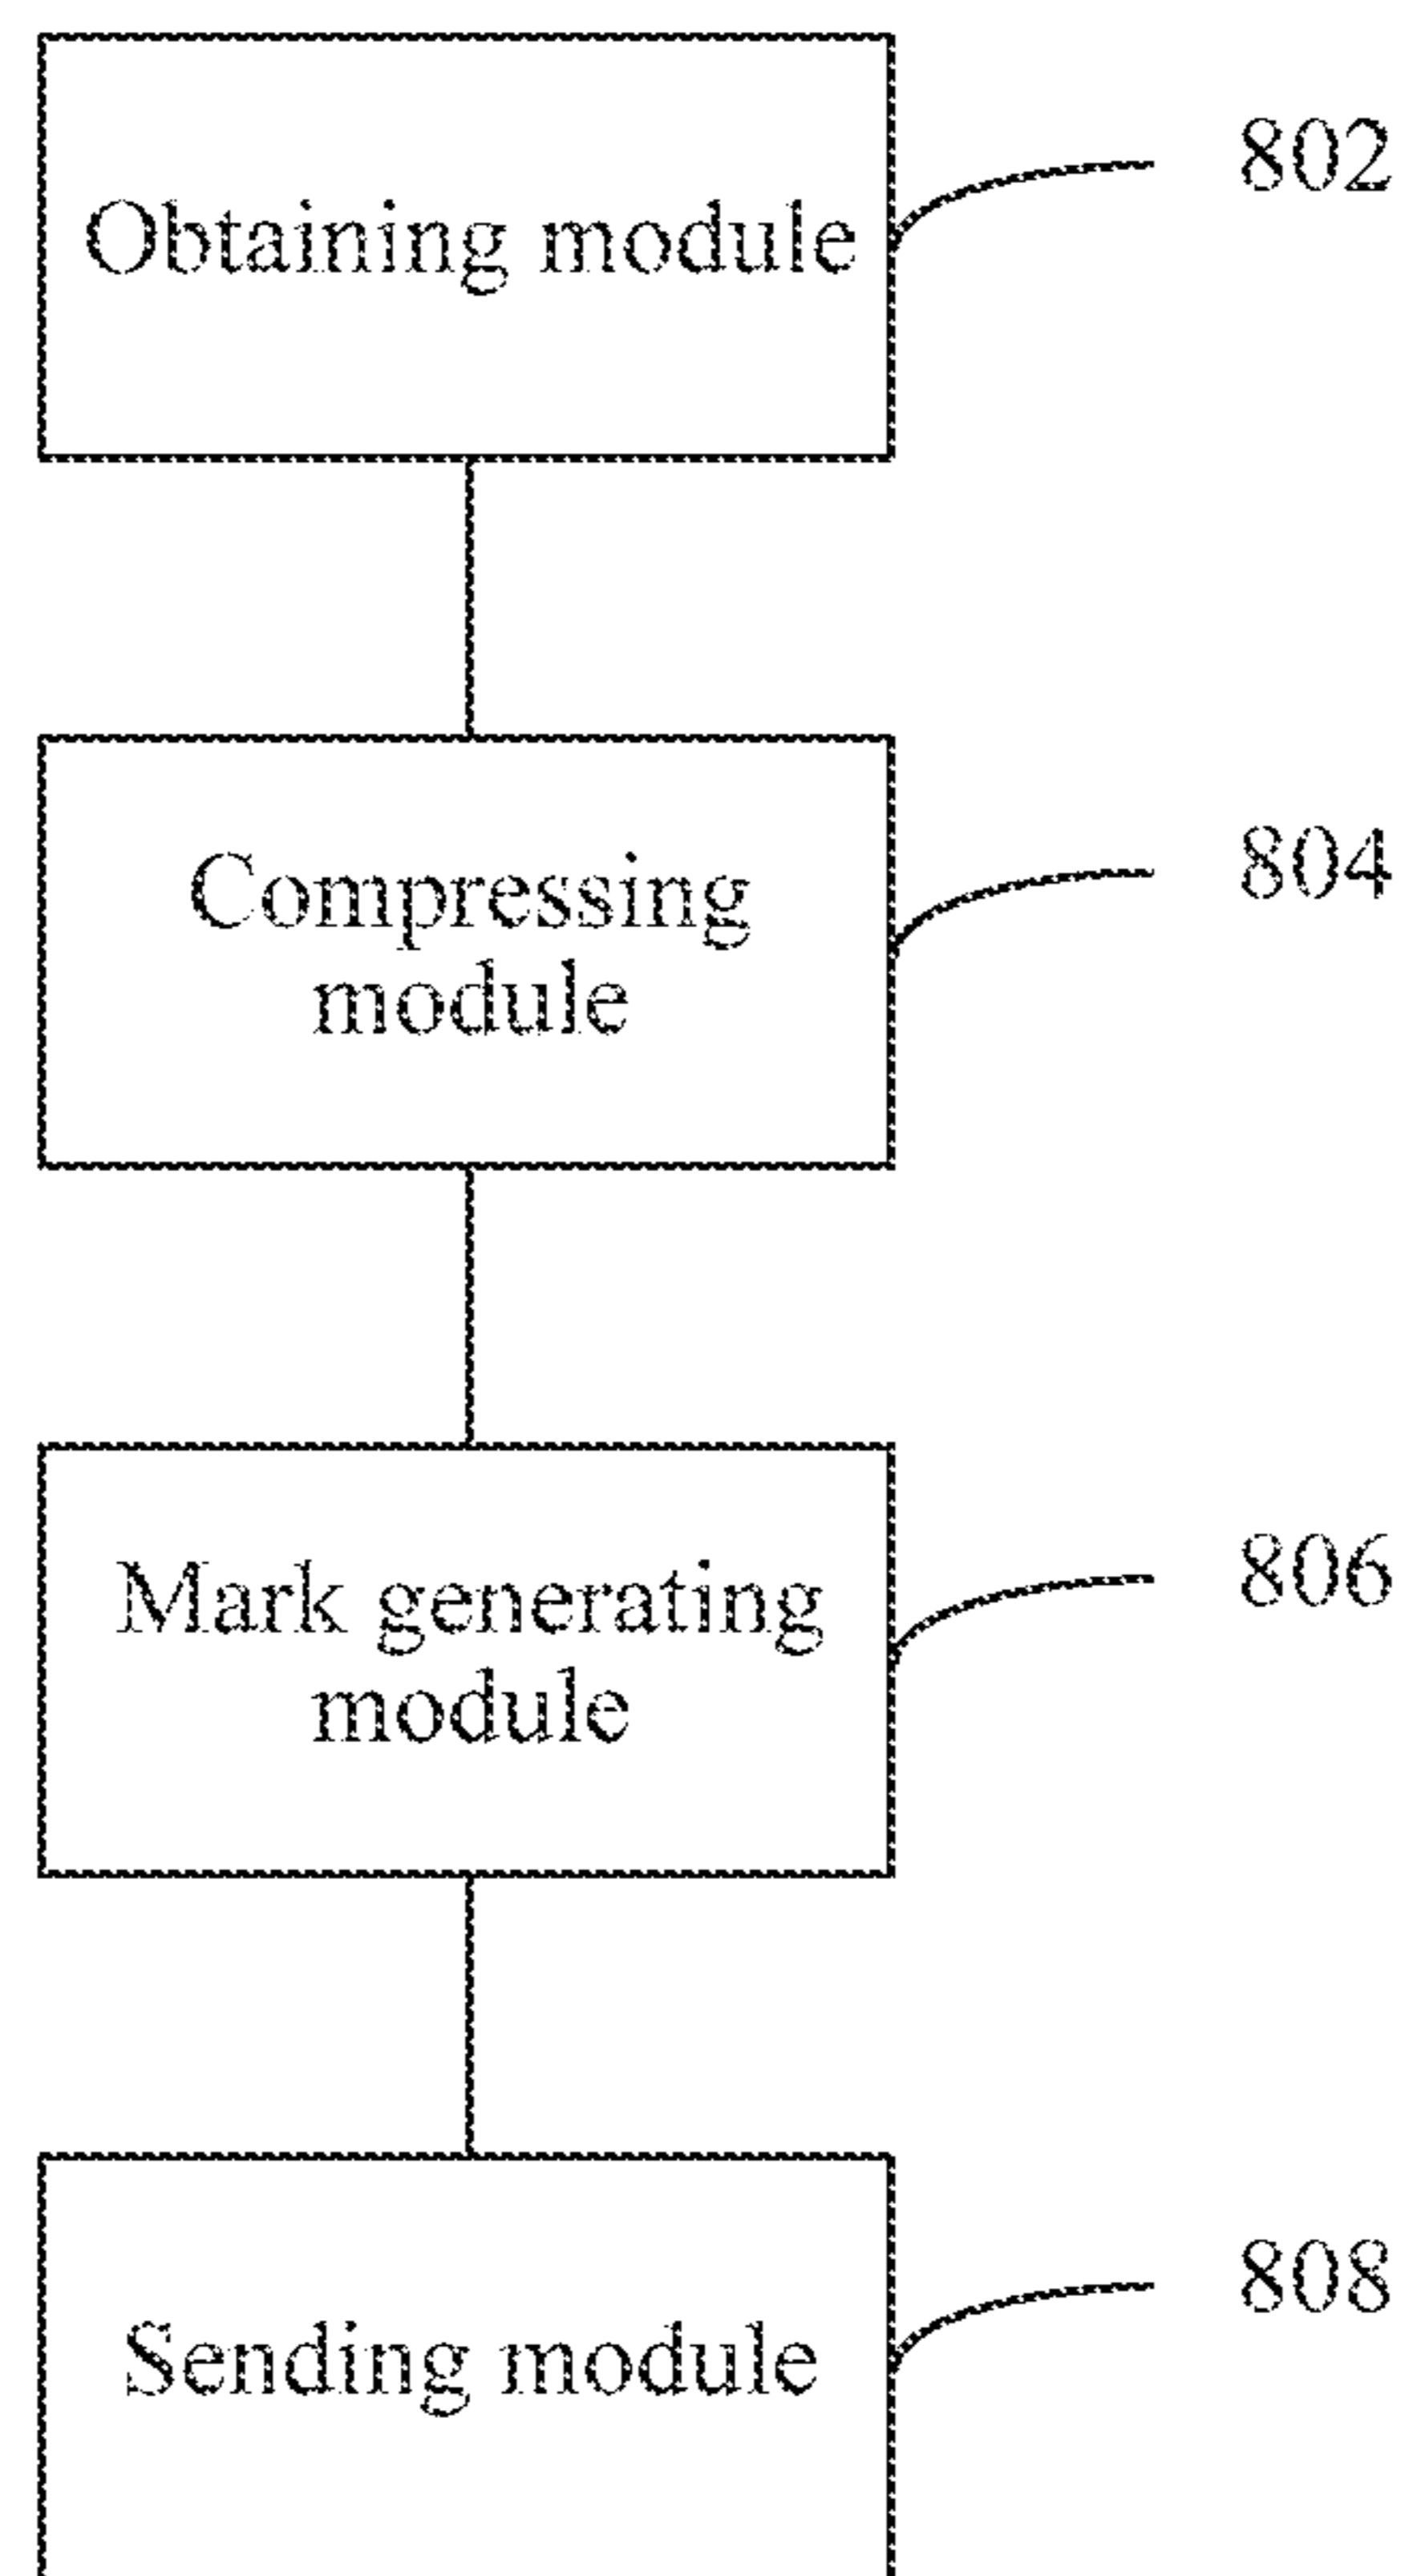 Obtaining module
802
Compressing
module
804
Mark generating
module
806
Sending module
808